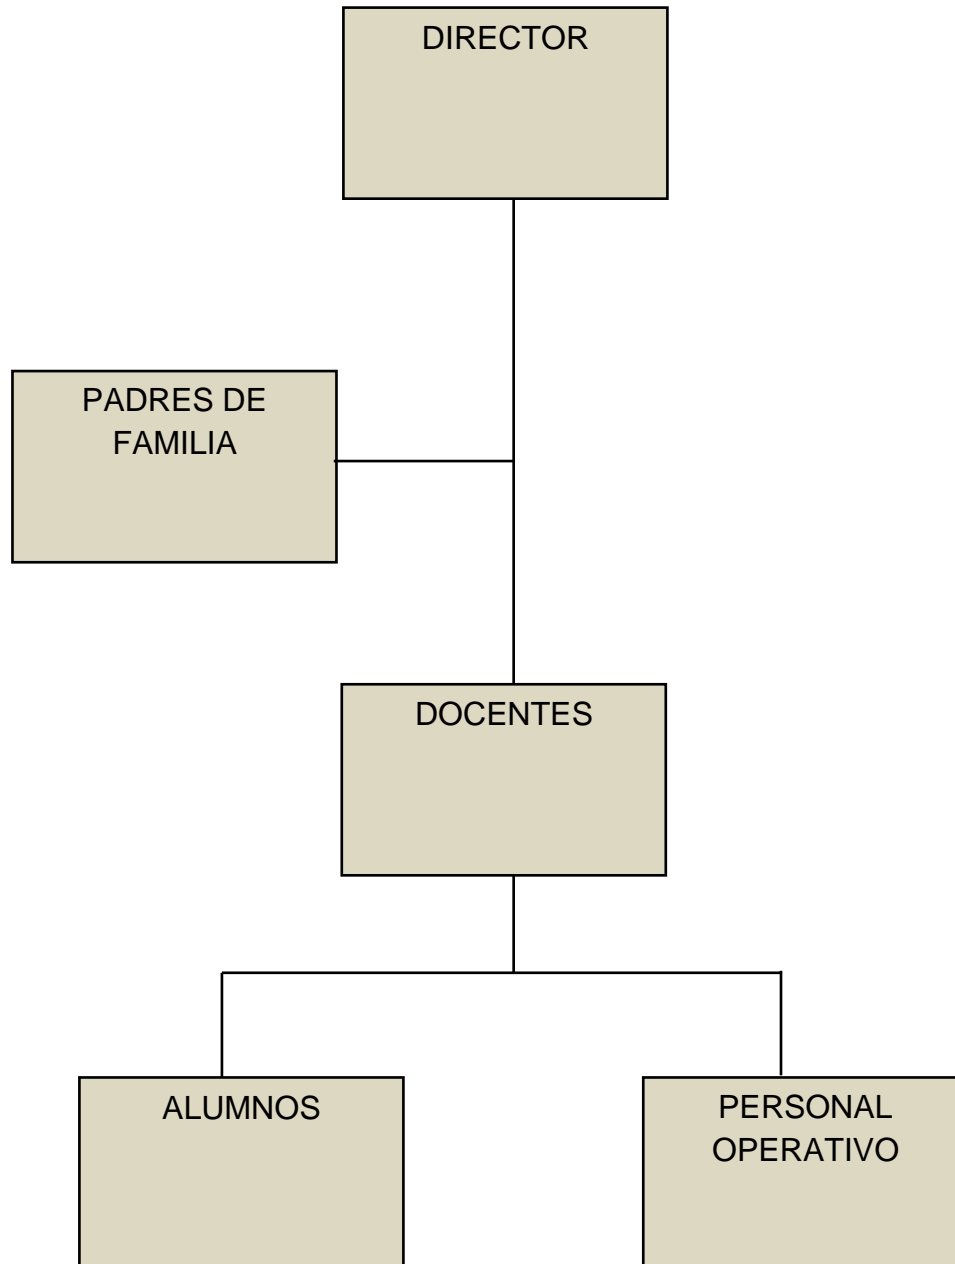 DIRECTOR
PADRES DE
FAMILIA
DOCENTES
ALUMNOS
PERSONAL
OPERATIVO